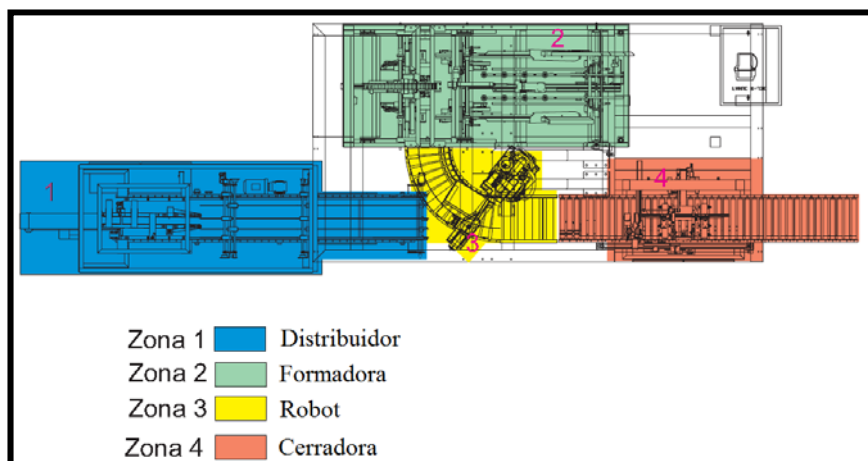 2
1
4
3
Zona 1 Distribuidor
Zona 2 Formadora
Zona 3 Robot
Zona 4 Cerradora